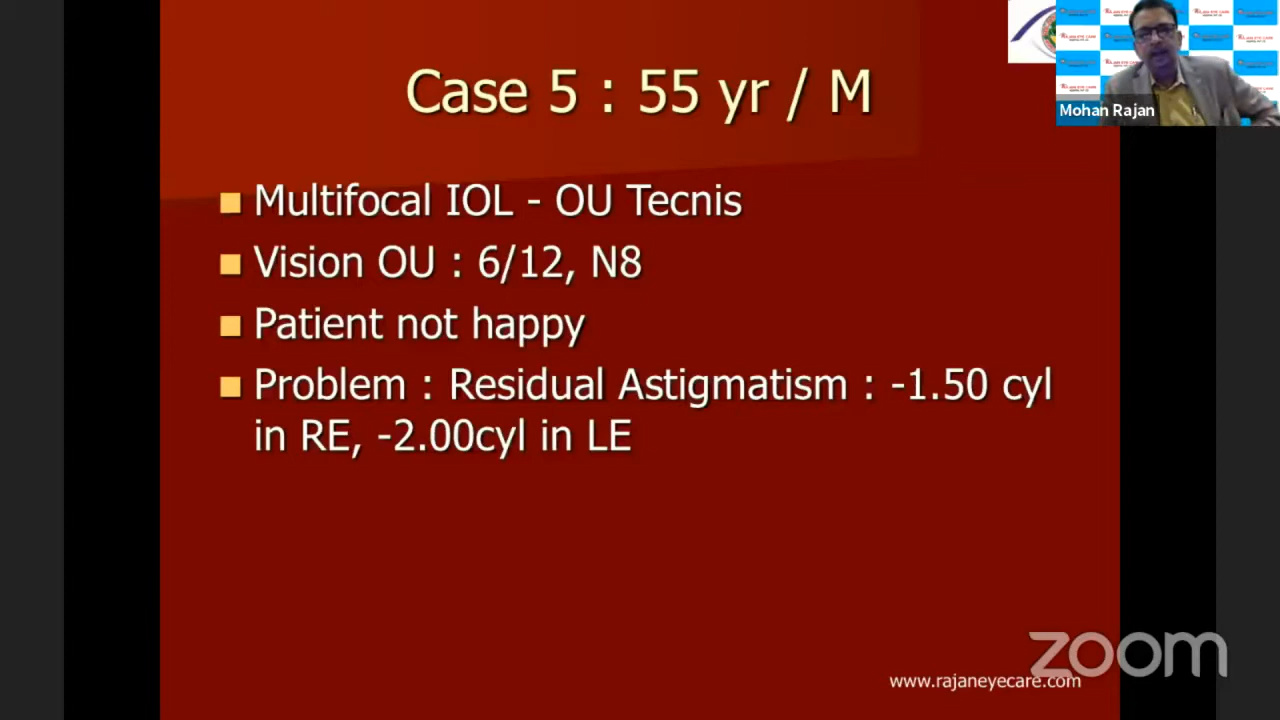 Case 5 : 55 yr / M
Mohan Rajan
Multifocal IOL - OU Tecnis
Vision OU : 6/12, N8
Patient not happy
Problem : Residual Astigmatism : -1.50 cyl
in RE, -2.00cyl in LE
zoom
www.rajaneyecare.com